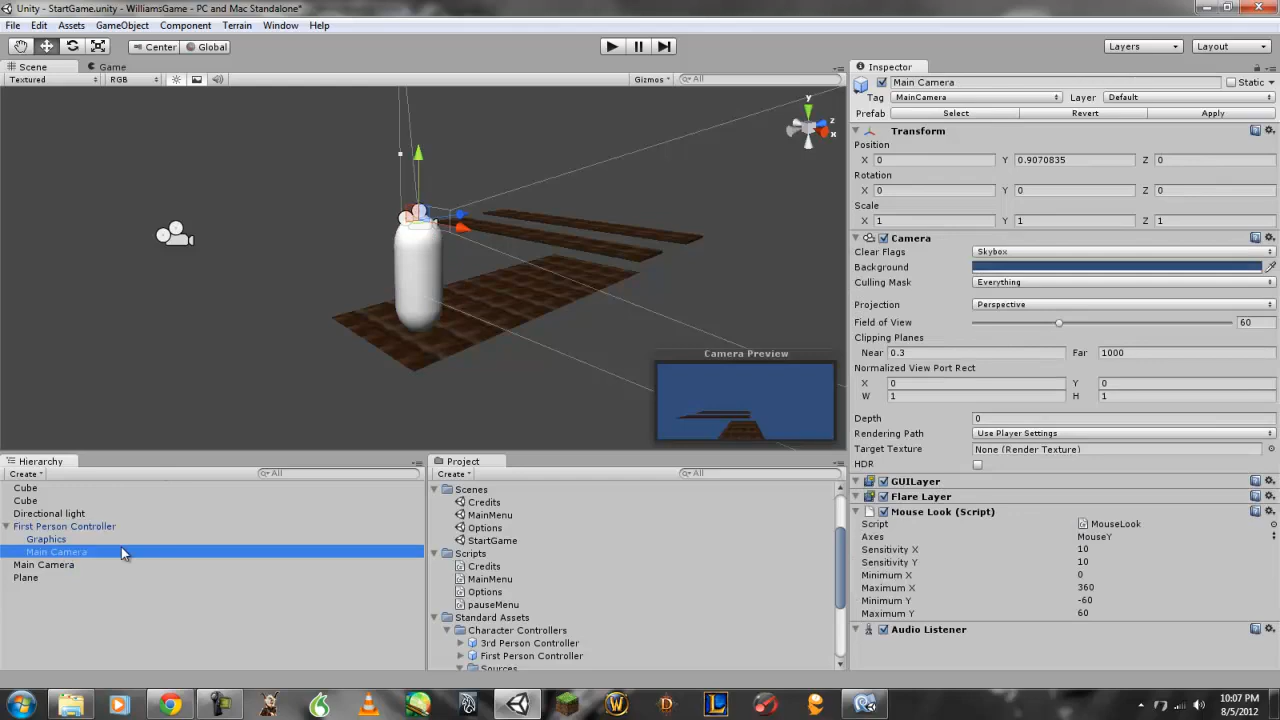 Unity - StartGame.unity - WilliamsGame - PC and Mac Standalone*
File Edit Assets GameObject Component Terrain Window Help
Center Global Layers Layout
Scene Game
Textured RGB Gizmos All
Inspector
Main Camera Static
Tag MainCamera Layer Default
Prefab Select Revert Apply
Transform
Position
X 0 Y 0.9070835 Z 0
Rotation
X 0 Y 0 Z 0
Scale
X 1 Y 1 Z 1
Camera
Clear Flags Skybox
Background
Culling Mask Everything
Projection Perspective
Field of View 60
Clipping Planes
Near 0.3 Far 1000
Normalized View Port Rect
X 0 Y 0
W 1 H 1
Depth 0
Rendering Path Use Player Settings
Target Texture None (Render Texture)
HDR
GUILayer
Flare Layer
Mouse Look (Script)
Script MouseLook
Axes MouseY
Sensitivity X 10
Sensitivity Y 10
Minimum X 0
Maximum X 360
Minimum Y -60
Maximum Y 60
Audio Listener
y
z
x
Camera Preview
Hierarchy
Create All
Cube
Cube
Directional light
First Person Controller
Graphics
Main Camera
Main Camera
Plane
Project
Create All
Scenes
Credits
MainMenu
Options
StartGame
Scripts
Credits
MainMenu
Options
pauseMenu
Standard Assets
Character Controllers
3rd Person Controller
First Person Controller
Sources
10:07 PM
8/5/2012